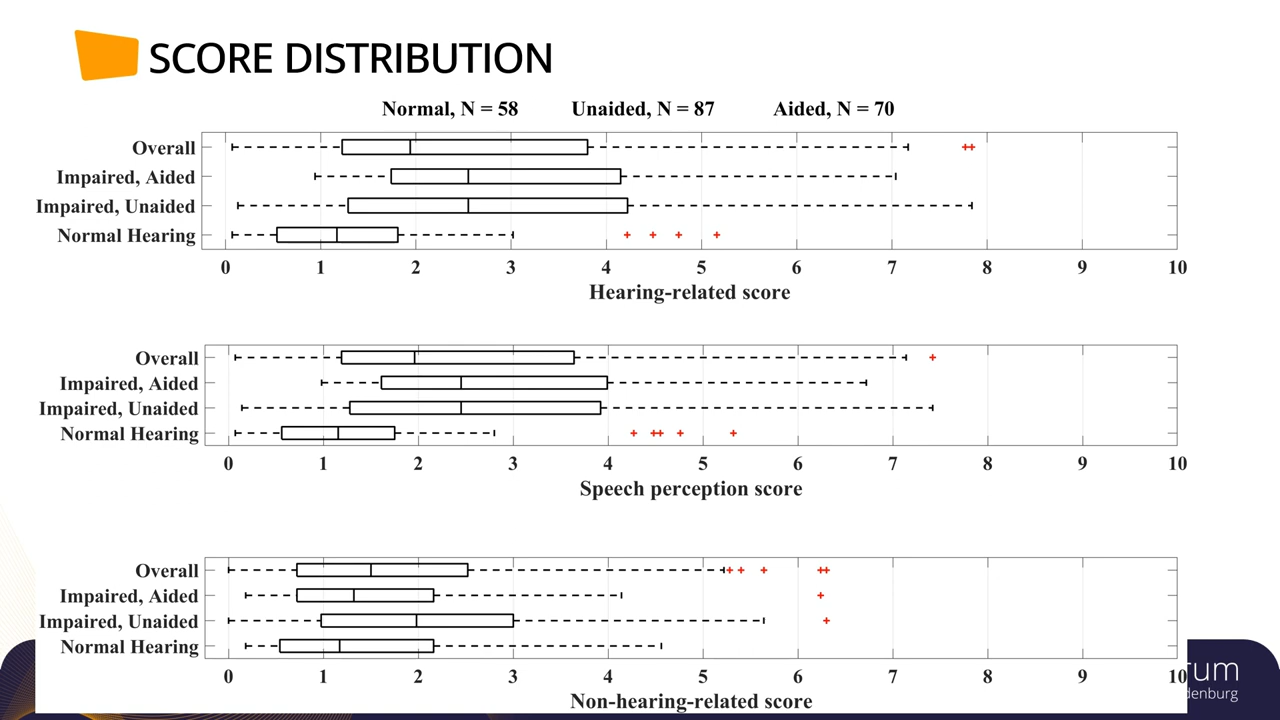 SCORE DISTRIBUTION
Normal, N = 58 Unaided, N = 87 Aided, N = 70
Overall
Impaired, Aided
Impaired, Unaided
Normal Hearing
0 1 2 3 4 5 6 7 8 9 10
Hearing-related score
Overall
Impaired, Aided
Impaired, Unaided
Normal Hearing
0 1 2 3 4 5 6 7 8 9 10
Speech perception score
Overall
Impaired, Aided
Impaired, Unaided
Normal Hearing
0 1 2 3 4 5 6 7 8 9 10
Non-hearing-related score
rum
denburg